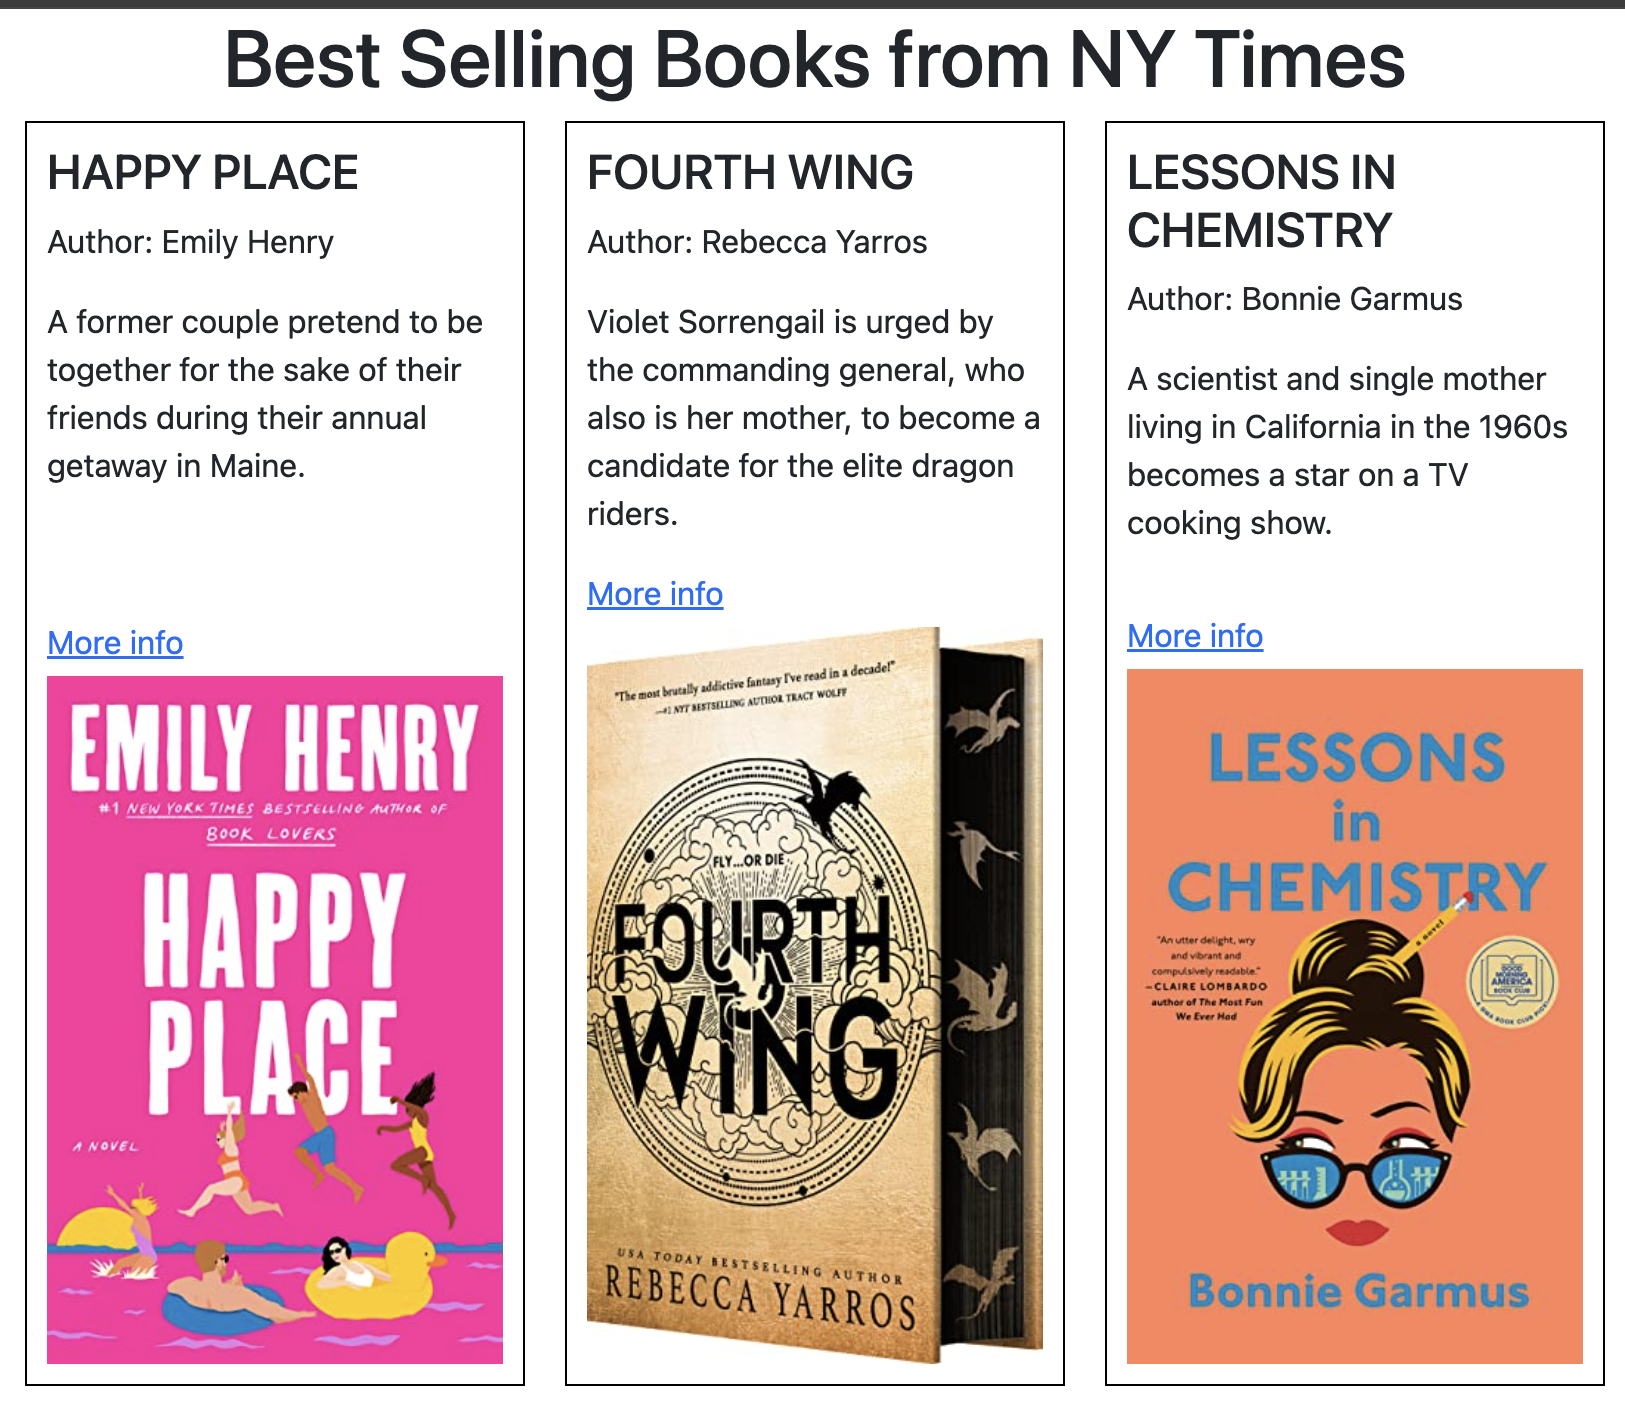 Best Selling Books from NY Times
HAPPY PLACE
Author: Emily Henry
A former couple pretend to be
together for the sake of their
friends during their annual
getaway in Maine.
More info
EMILY HENRY
#1 NEW YORK TIMES BESTSELLING AUTHOR OF
BOOK LOVERS
HAPPY
PLACE
A NOVEL
FOURTH WING
Author: Rebecca Yarros
Violet Sorrengail is urged by
the commanding general, who
also is her mother, to become a
candidate for the elite dragon
riders.
More info
"The most brutally addictive fantasy I've read in a decade!"
—#1 NYT BESTSELLING AUTHOR TRACY WOLFF
FLY...OR DIE
FOURTH
WING
USA TODAY BESTSELLING AUTHOR
REBECCA YARROS
LESSONS IN
CHEMISTRY
Author: Bonnie Garmus
A scientist and single mother
living in California in the 1960s
becomes a star on a TV
cooking show.
More info
LESSONS
in
CHEMISTRY
a novel
"An utter delight, wry
and vibrant and
compulsively readable."
—CLAIRE LOMBARDO
author of The Most Fun
We Ever Had
GOOD
MORNING
AMERICA
BOOK CLUB
A GMA BOOK CLUB PICK
Bonnie Garmus